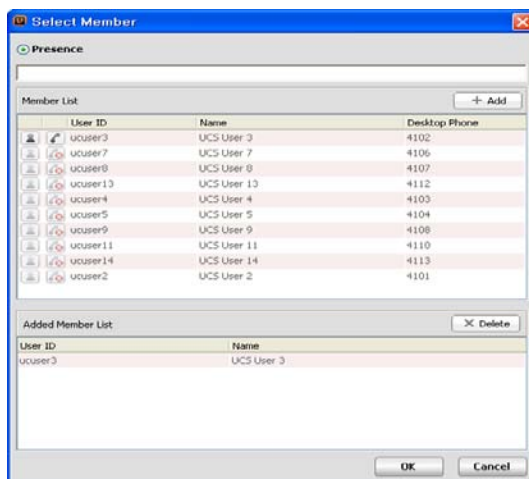 Select Member
Presence
Member List
+ Add
User ID Name Desktop Phone
ucuser3 UCS User 3 4102
ucuser7 UCS User 7 4106
ucuser8 UCS User 8 4107
ucuser13 UCS User 13 4112
ucuser4 UCS User 4 4103
ucuser5 UCS User 5 4104
ucuser9 UCS User 9 4108
ucuser11 UCS User 11 4110
ucuser14 UCS User 14 4113
ucuser2 UCS User 2 4101
Added Member List
X Delete
User ID Name
ucuser3 UCS User 3
OK Cancel